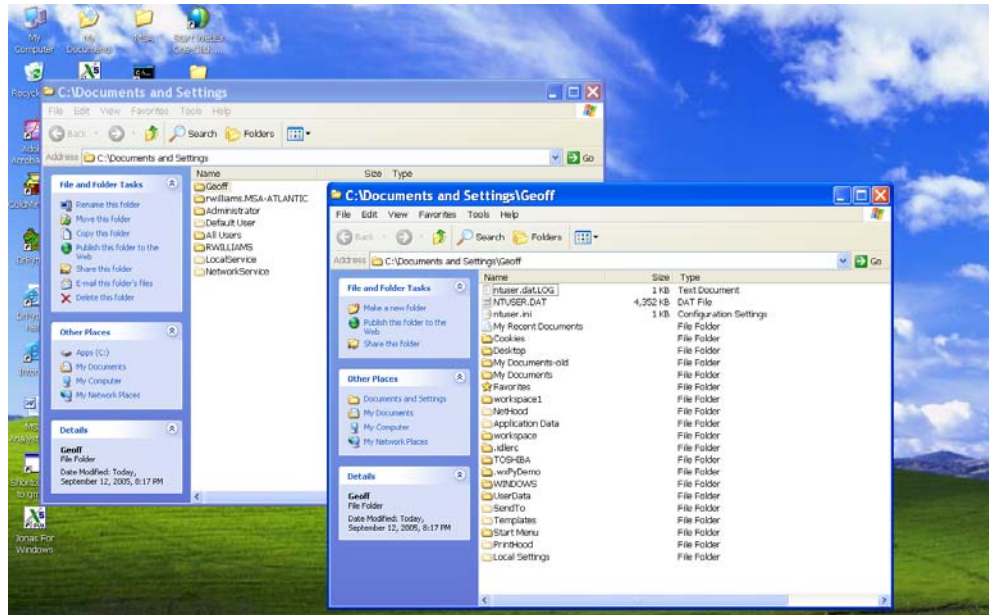 My Computer
My Documents
MSA
C:\Documents and Settings
File Edit View Favorites Tools Help
Back
Search Folders
Address C:\Documents and Settings Go
File and Folder Tasks
Rename this folder
Move this folder
Copy this folder
Publish this folder to the Web
Share this folder
E-mail this folder's files
Delete this folder
Other Places
Apps (C:)
My Documents
My Computer
My Network Places
Details
Geoff
File Folder
Date Modified: Today,
September 12, 2005, 8:17 PM
Name Size Type
Geoff
rwilliams.MSA-ATLANTIC
Administrator
Default User
All Users
RWILLIAMS
LocalService
NetworkService
C:\Documents and Settings\Geoff
File Edit View Favorites Tools Help
Back
Search Folders
Address C:\Documents and Settings\Geoff Go
File and Folder Tasks
Make a new folder
Publish this folder to the Web
Share this folder
Other Places
Documents and Settings
My Documents
My Computer
My Network Places
Details
Geoff
File Folder
Date Modified: Today,
September 12, 2005, 8:17 PM
Name Size Type
ntuser.dat.LOG 1 KB Text Document
NTUSER.DAT 4,352 KB DAT File
ntuser.ini 1 KB Configuration Settings
My Recent Documents File Folder
Cookies File Folder
Desktop File Folder
My Documents-old File Folder
My Documents File Folder
Favorites File Folder
workspace1 File Folder
NetHood File Folder
Application Data File Folder
workspace File Folder
.idlerc File Folder
TOSHIBA File Folder
.wxPyDemo File Folder
WINDOWS File Folder
UserData File Folder
SendTo File Folder
Templates File Folder
Start Menu File Folder
PrintHood File Folder
Local Settings File Folder
Jonas For
Windows